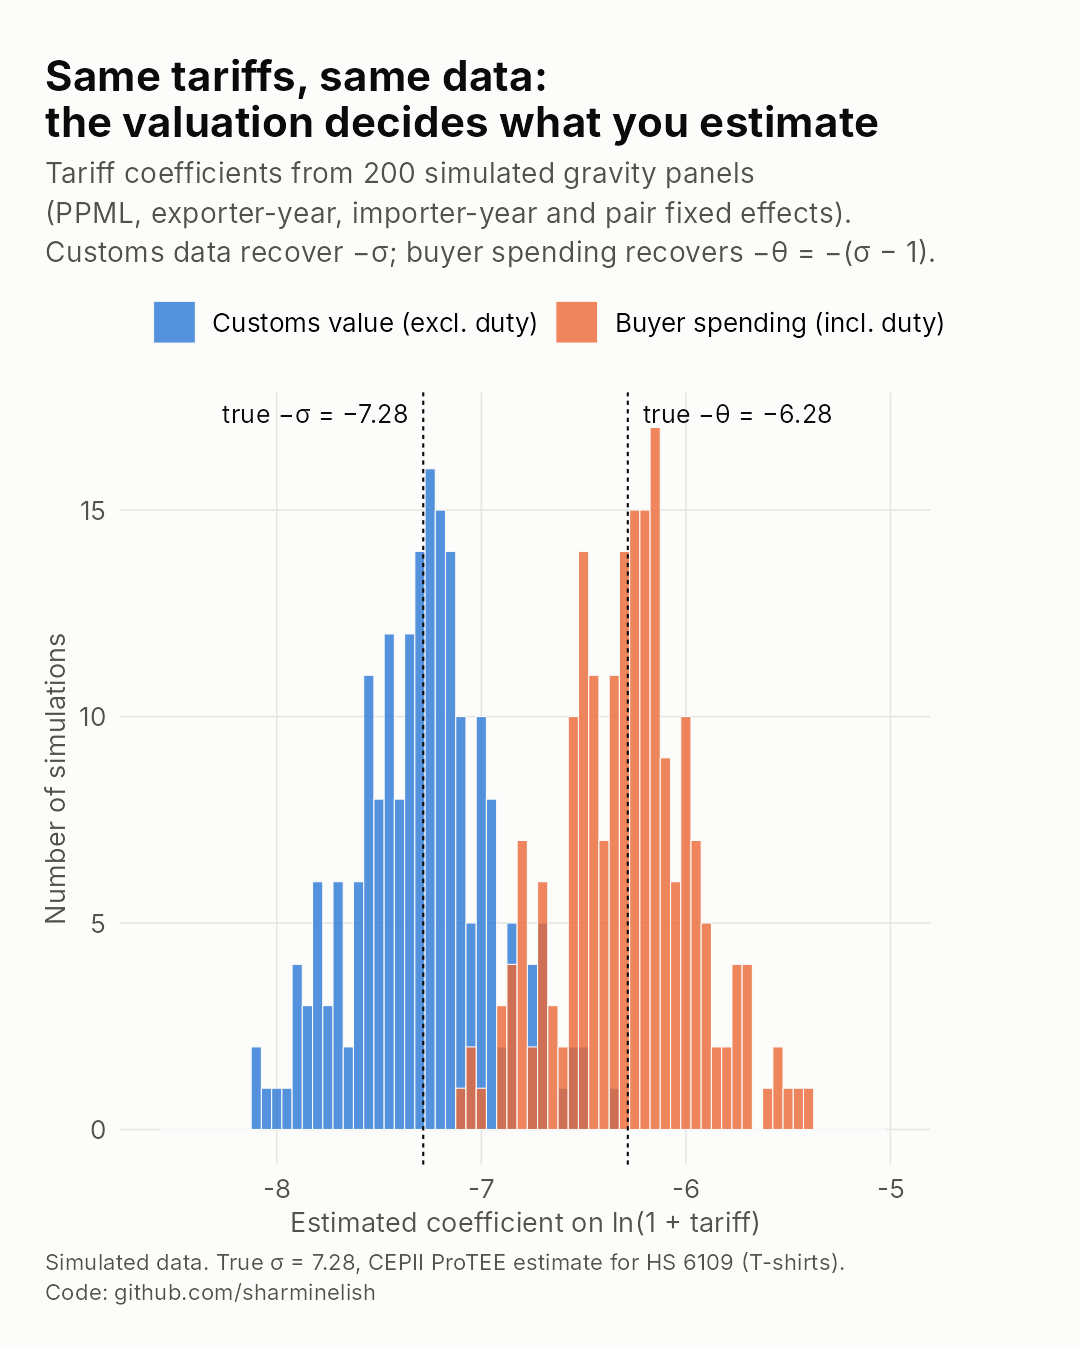 Same tariffs, same data:
the valuation decides what you estimate
Tariff coefficients from 200 simulated gravity panels
(PPML, exporter-year, importer-year and pair fixed effects).
Customs data recover −σ; buyer spending recovers −θ = −(σ − 1).
Customs value (excl. duty)
Buyer spending (incl. duty)
true −σ = −7.28
true −θ = −6.28
Number of simulations
15
10
5
0
-8
-7
-6
-5
Estimated coefficient on ln(1 + tariff)
Simulated data. True σ = 7.28, CEPII ProTEE estimate for HS 6109 (T-shirts).
Code: github.com/sharminelish